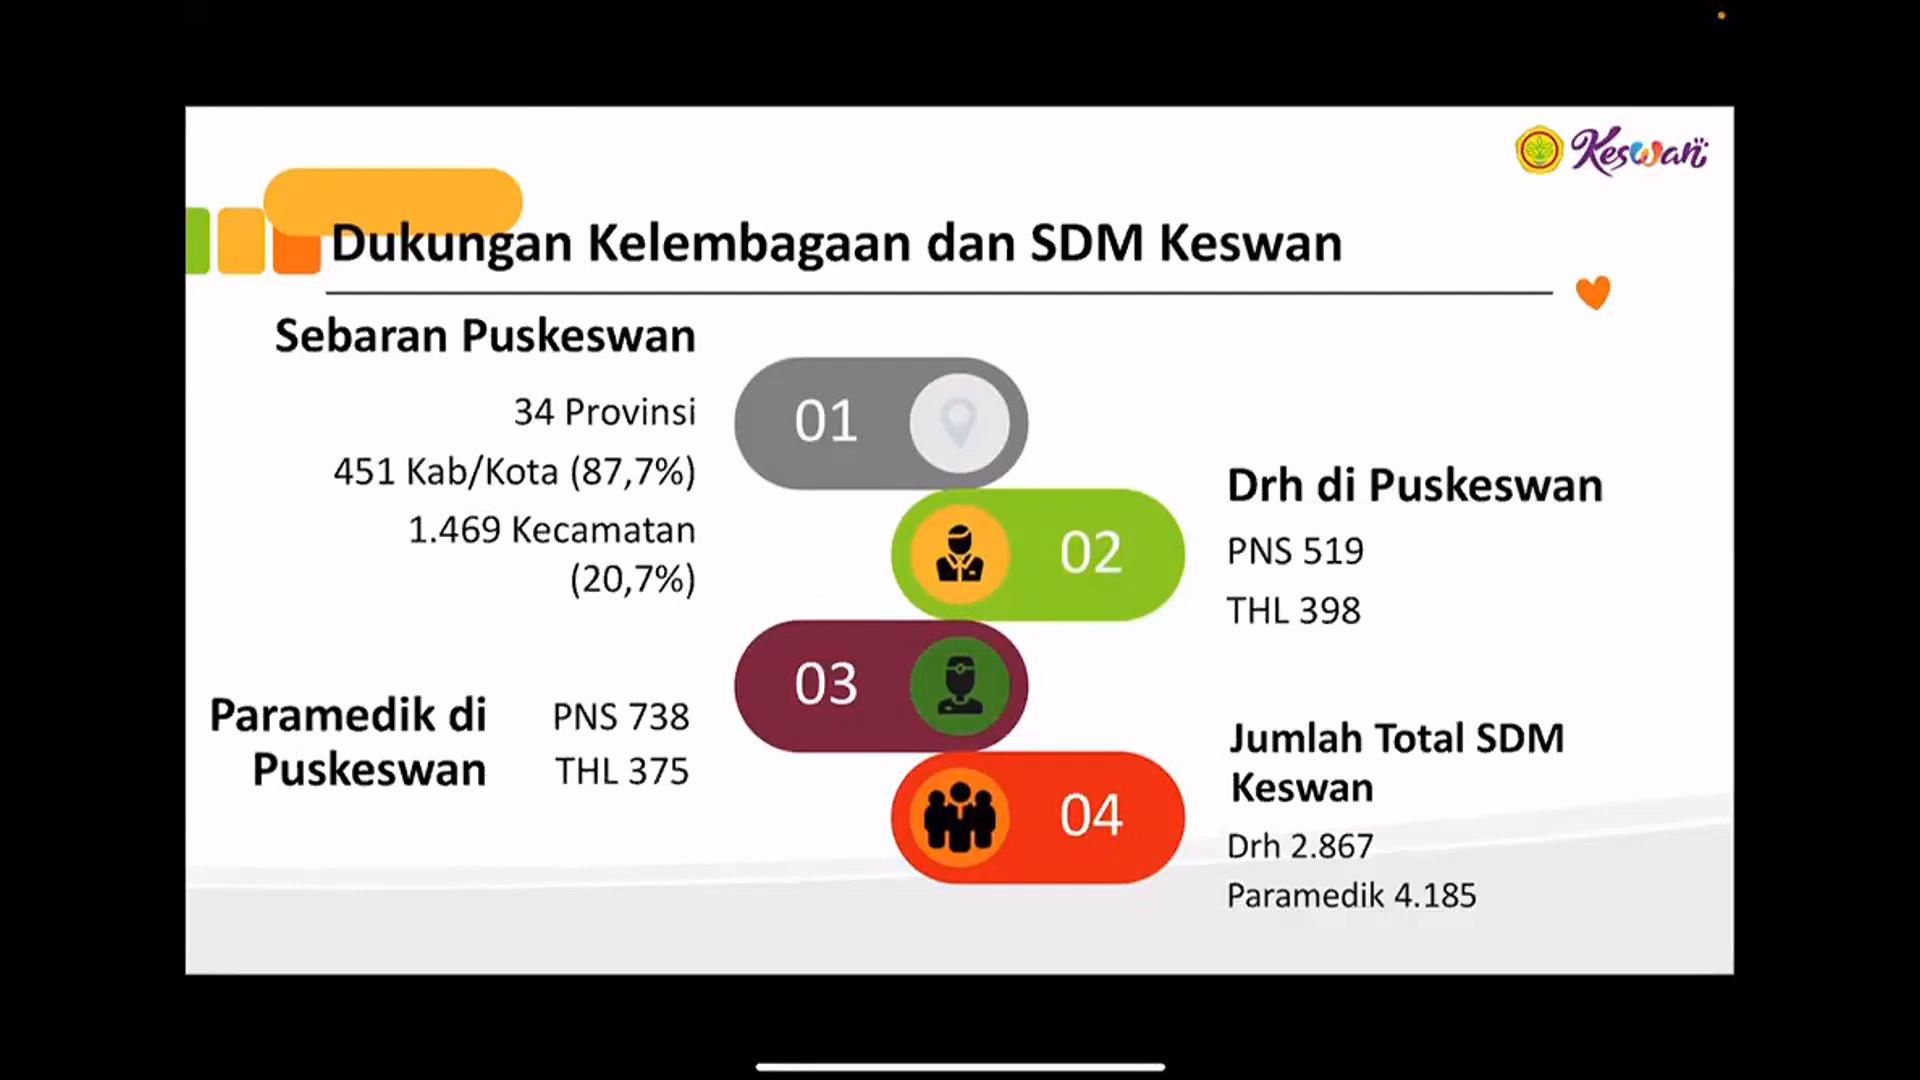 Keswan
Dukungan Kelembagaan dan SDM Keswan
Sebaran Puskeswan
34 Provinsi
451 Kab/Kota (87,7%)
1.469 Kecamatan
(20,7%)
01
02
Drh di Puskeswan
PNS 519
THL 398
03
Paramedik di
Puskeswan
PNS 738
THL 375
04
Jumlah Total SDM
Keswan
Drh 2.867
Paramedik 4.185